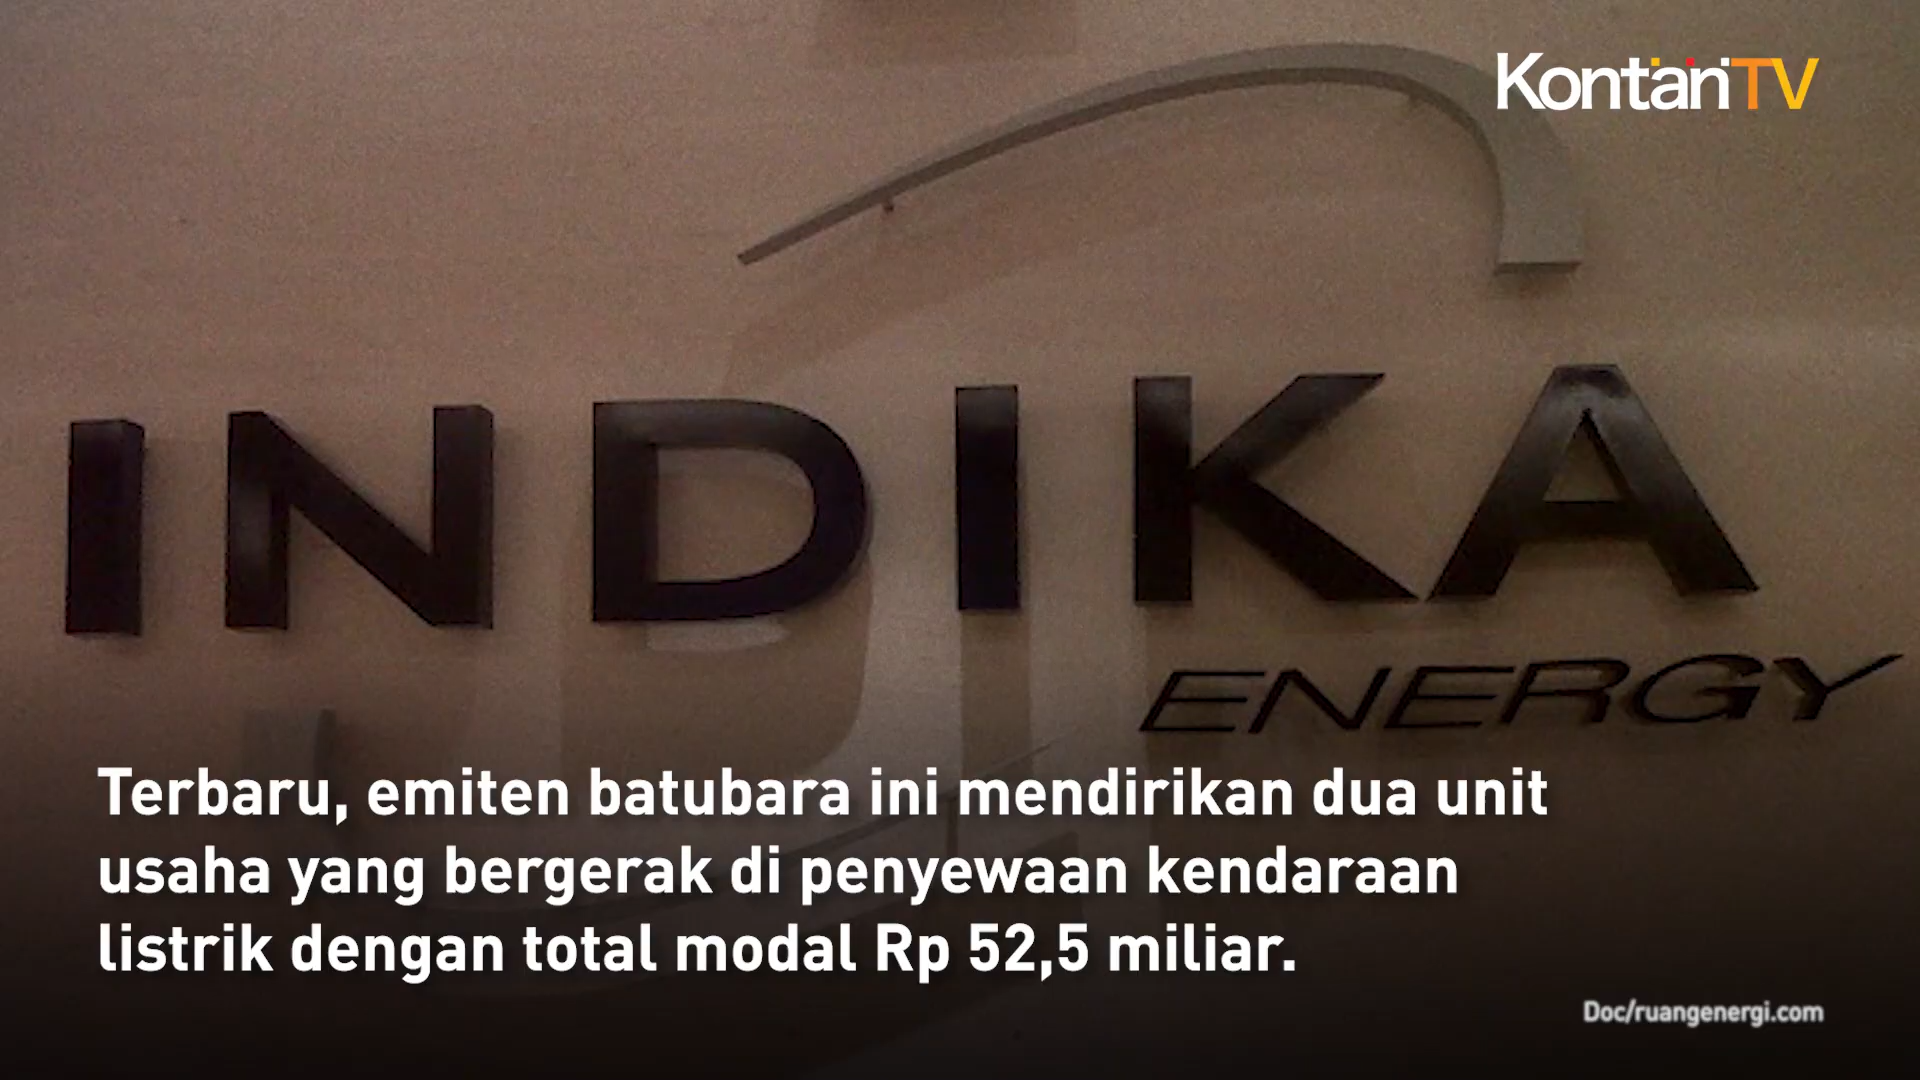 KontanTV
INDIKA
ENERGY
Terbaru, emiten batubara ini mendirikan dua unit
usaha yang bergerak di penyewaan kendaraan
listrik dengan total modal Rp 52,5 miliar.
Doc/ruangenergi.com